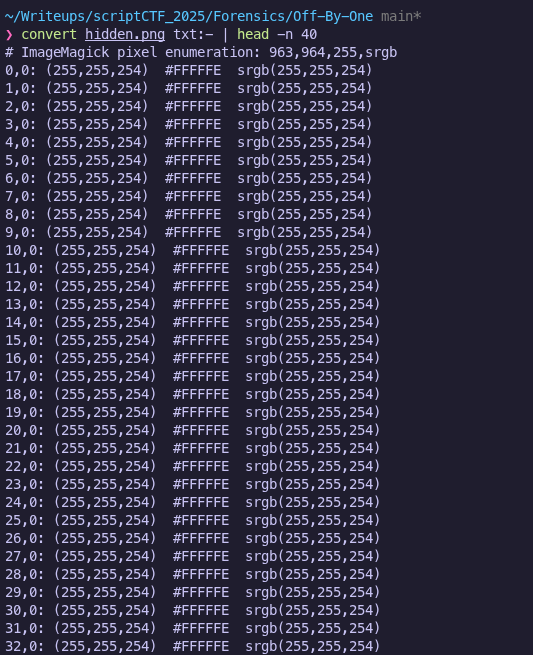 ~/Writeups/scriptCTF_2025/Forensics/Off-By-One main*
❯ convert hidden.png txt:- | head -n 40
# ImageMagick pixel enumeration: 963,964,255,srgb
0,0: (255,255,254)  #FFFFFE  srgb(255,255,254)
1,0: (255,255,254)  #FFFFFE  srgb(255,255,254)
2,0: (255,255,254)  #FFFFFE  srgb(255,255,254)
3,0: (255,255,254)  #FFFFFE  srgb(255,255,254)
4,0: (255,255,254)  #FFFFFE  srgb(255,255,254)
5,0: (255,255,254)  #FFFFFE  srgb(255,255,254)
6,0: (255,255,254)  #FFFFFE  srgb(255,255,254)
7,0: (255,255,254)  #FFFFFE  srgb(255,255,254)
8,0: (255,255,254)  #FFFFFE  srgb(255,255,254)
9,0: (255,255,254)  #FFFFFE  srgb(255,255,254)
10,0: (255,255,254)  #FFFFFE  srgb(255,255,254)
11,0: (255,255,254)  #FFFFFE  srgb(255,255,254)
12,0: (255,255,254)  #FFFFFE  srgb(255,255,254)
13,0: (255,255,254)  #FFFFFE  srgb(255,255,254)
14,0: (255,255,254)  #FFFFFE  srgb(255,255,254)
15,0: (255,255,254)  #FFFFFE  srgb(255,255,254)
16,0: (255,255,254)  #FFFFFE  srgb(255,255,254)
17,0: (255,255,254)  #FFFFFE  srgb(255,255,254)
18,0: (255,255,254)  #FFFFFE  srgb(255,255,254)
19,0: (255,255,254)  #FFFFFE  srgb(255,255,254)
20,0: (255,255,254)  #FFFFFE  srgb(255,255,254)
21,0: (255,255,254)  #FFFFFE  srgb(255,255,254)
22,0: (255,255,254)  #FFFFFE  srgb(255,255,254)
23,0: (255,255,254)  #FFFFFE  srgb(255,255,254)
24,0: (255,255,254)  #FFFFFE  srgb(255,255,254)
25,0: (255,255,254)  #FFFFFE  srgb(255,255,254)
26,0: (255,255,254)  #FFFFFE  srgb(255,255,254)
27,0: (255,255,254)  #FFFFFE  srgb(255,255,254)
28,0: (255,255,254)  #FFFFFE  srgb(255,255,254)
29,0: (255,255,254)  #FFFFFE  srgb(255,255,254)
30,0: (255,255,254)  #FFFFFE  srgb(255,255,254)
31,0: (255,255,254)  #FFFFFE  srgb(255,255,254)
32,0: (255,255,254)  #FFFFFE  srgb(255,255,254)